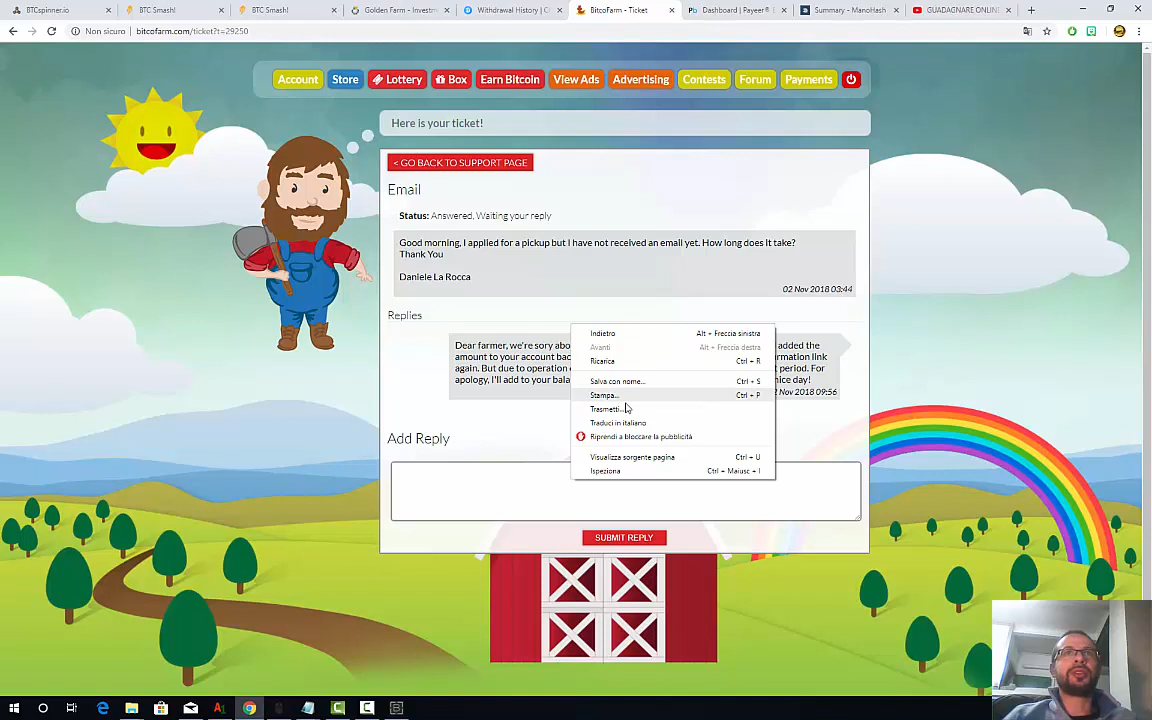 BTCspinner.io
BTC Smash!
BTC Smash!
Golden Farm - Investm
Withdrawal History | C
BitcoFarm - Ticket
Dashboard | Payeer® E
Summary - ManoHash
GUADAGNARE ONLIN
Non sicuro | bitcofarm.com/ticket?t=29250
Account
Store
Lottery
Box
Earn Bitcoin
View Ads
Advertising
Contests
Forum
Payments
Here is your ticket!
< GO BACK TO SUPPORT PAGE
Email
Status: Answered, Waiting your reply
Good morning, I applied for a pickup but I have not received an email yet. How long does it take?
Thank You
Daniele La Rocca
02 Nov 2018 03:44
Replies
Dear farmer, we're sory abo
added the
amount to your account bac
rmation link
again. But due to operation
t period. For
apology, I'll add to your bala
nice day!
2 Nov 2018 09:56
Indietro Alt + Freccia sinistra
Avanti Alt + Freccia destra
Ricarica Ctrl + R
Salva con nome... Ctrl + S
Stampa... Ctrl + P
Trasmetti...
Traduci in italiano
Riprendi a bloccare la pubblicità
Visualizza sorgente pagina Ctrl + U
Ispeziona Ctrl + Maiusc + I
Add Reply
SUBMIT REPLY